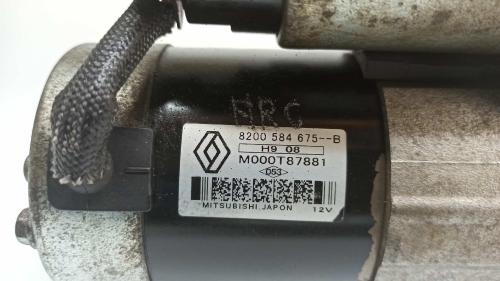 8200 584 675--B
H9 08
M000T87881
D53
MITSUBISHI,JAPON 12V